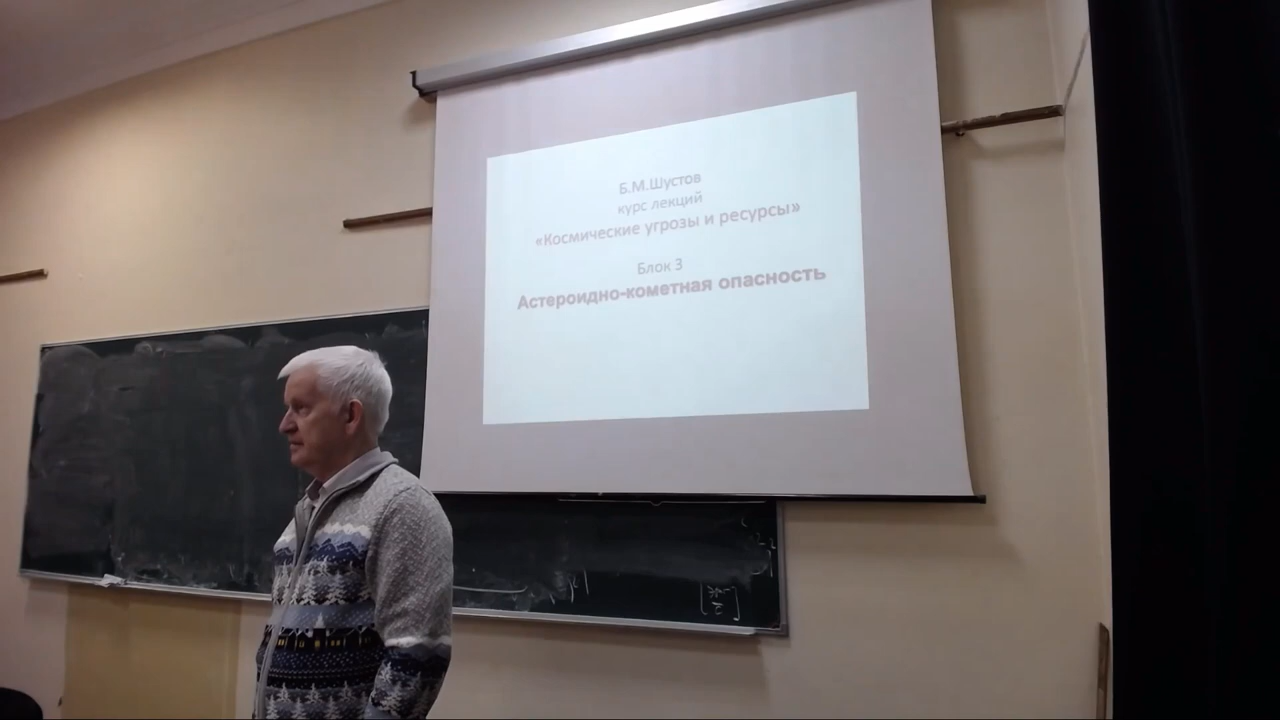 Б.М.Шустов
курс лекций
«Космические угрозы и ресурсы»
Блок 3
Астероидно-кометная опасность